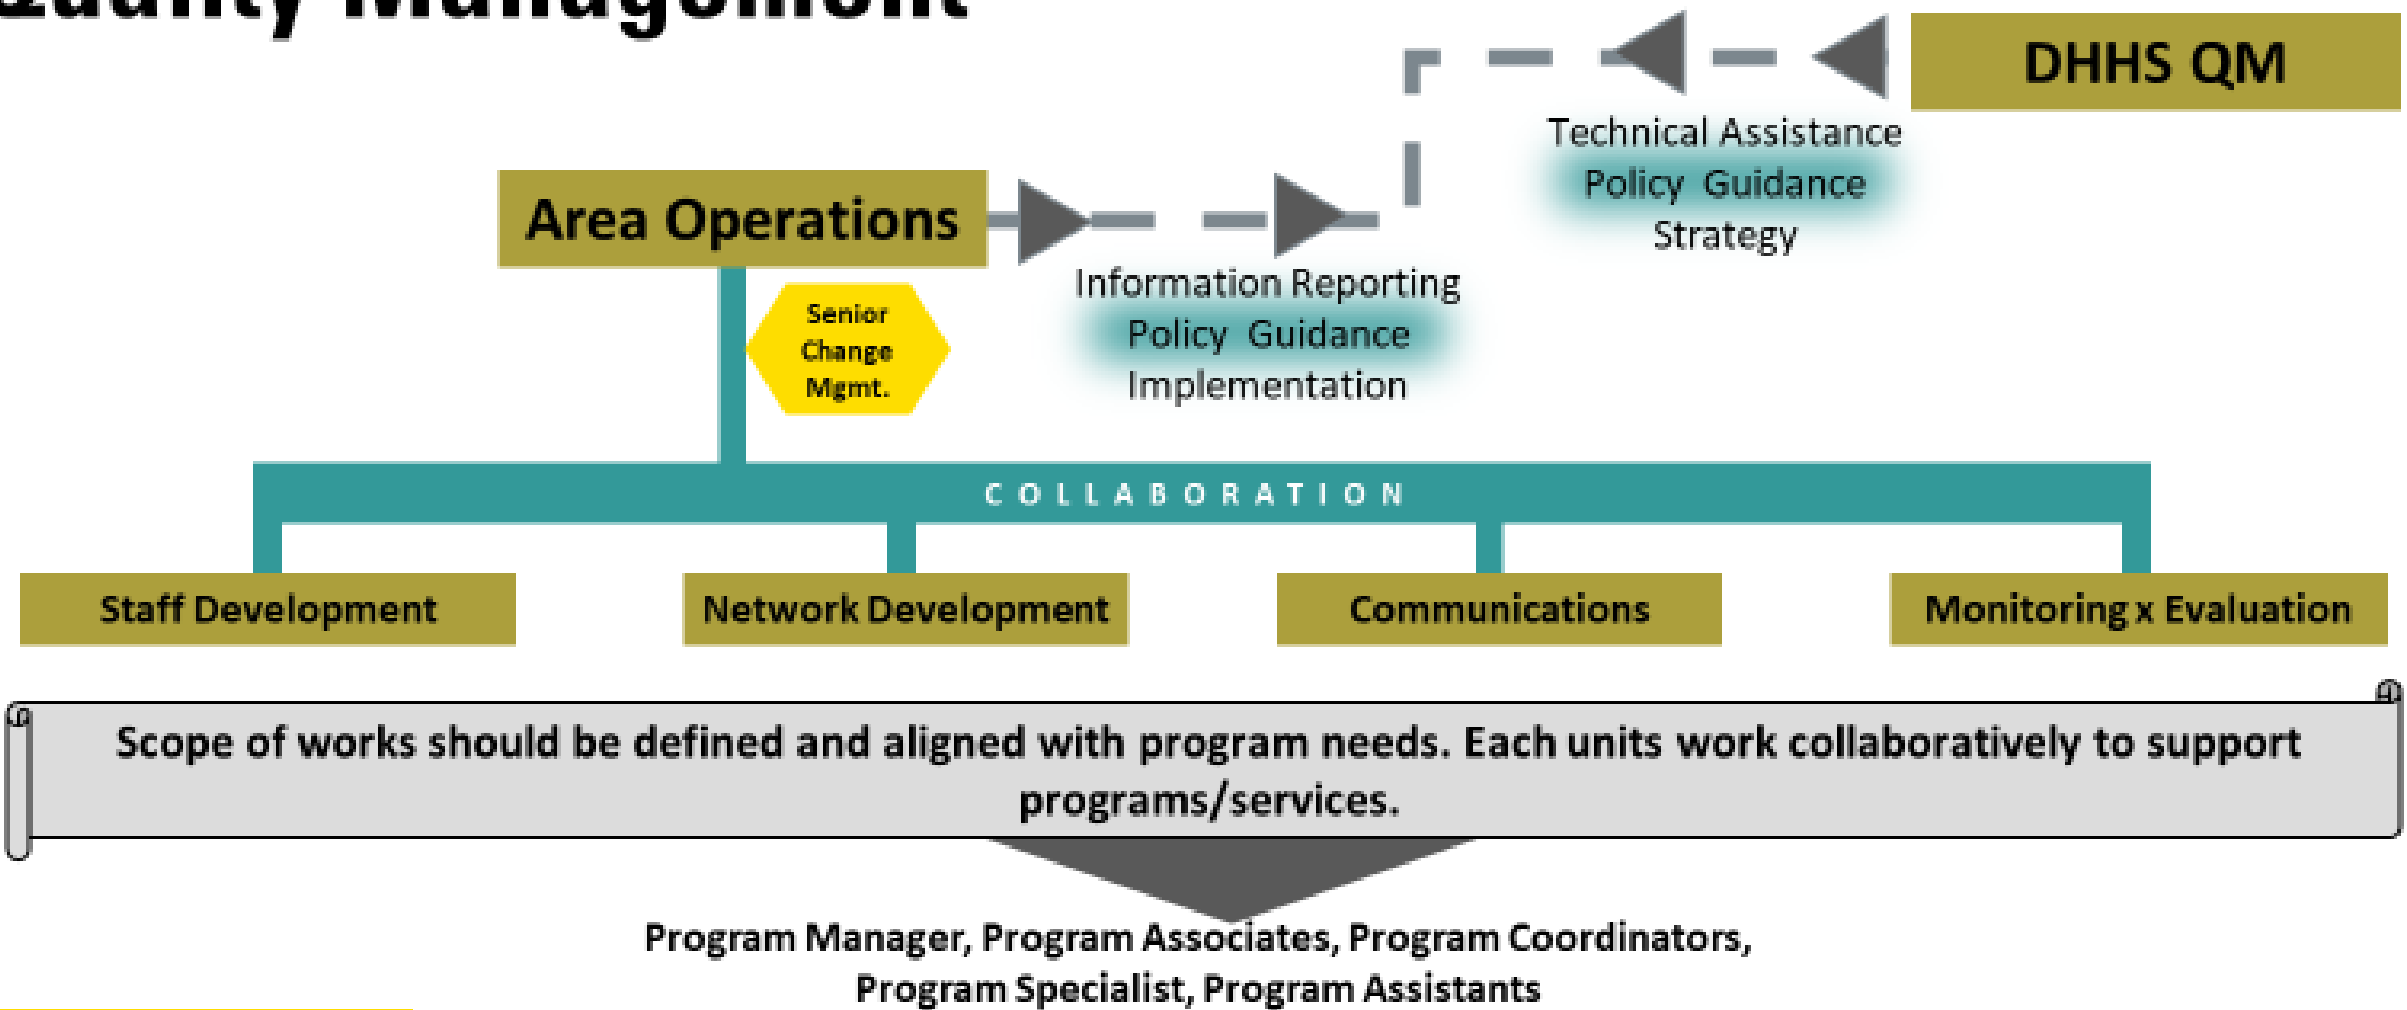 Quality Management
DHHS QM
Technical Assistance
Policy Guidance
Strategy
Area Operations
Information Reporting
Policy Guidance
Implementation
Senior
Change
Mgmt.
COLLABORATION
Staff Development
Network Development
Communications
Monitoring x Evaluation
Scope of works should be defined and aligned with program needs. Each units work collaboratively to support
programs/services.
Program Manager, Program Associates, Program Coordinators,
Program Specialist, Program Assistants